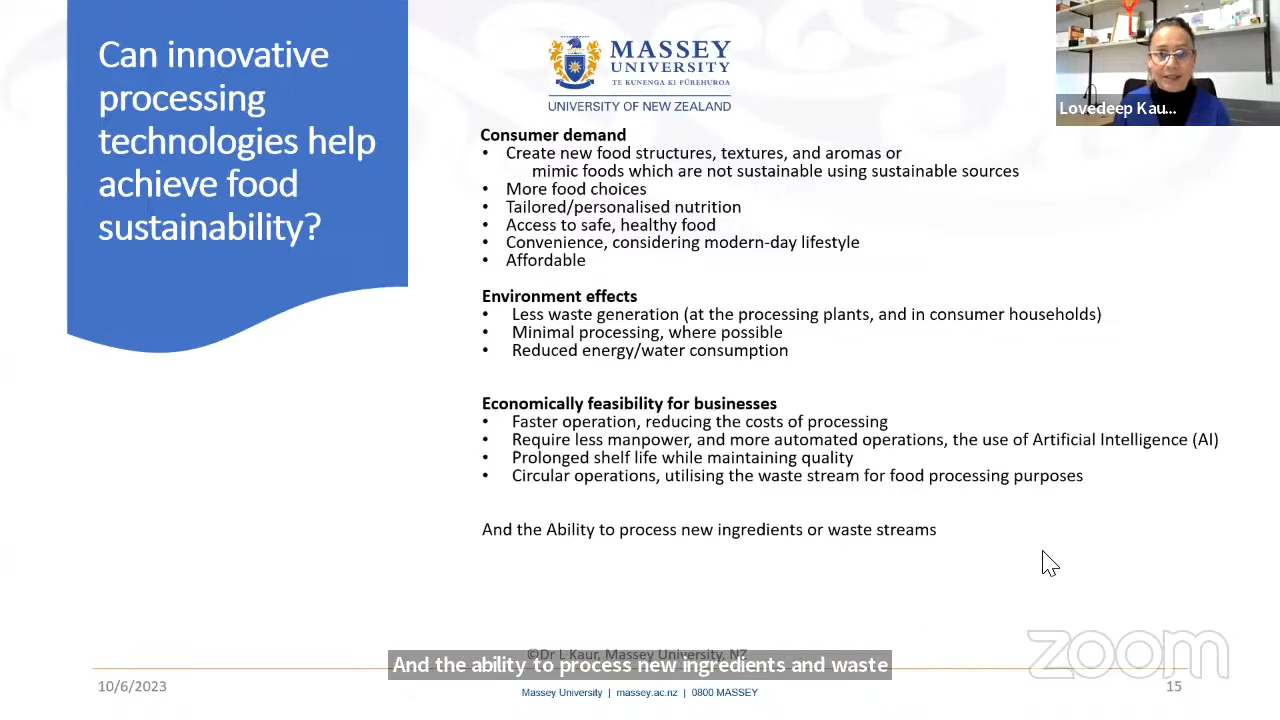 Can innovative
processing
technologies help
achieve food
sustainability?
MASSEY
UNIVERSITY
TE KUNENGA KI PŪREHUROA
UNIVERSITY OF NEW ZEALAND
Lovedeep Kau...
Consumer demand
• Create new food structures, textures, and aromas or
mimic foods which are not sustainable using sustainable sources
• More food choices
• Tailored/personalised nutrition
• Access to safe, healthy food
• Convenience, considering modern-day lifestyle
• Affordable
Environment effects
• Less waste generation (at the processing plants, and in consumer households)
• Minimal processing, where possible
• Reduced energy/water consumption
Economically feasibility for businesses
• Faster operation, reducing the costs of processing
• Require less manpower, and more automated operations, the use of Artificial Intelligence (AI)
• Prolonged shelf life while maintaining quality
• Circular operations, utilising the waste stream for food processing purposes
And the Ability to process new ingredients or waste streams
©Dr L Kaur, Massey University, NZ
And the ability to process new ingredients and waste
zoom
10/6/2023
Massey University | massey.ac.nz | 0800 MASSEY
15